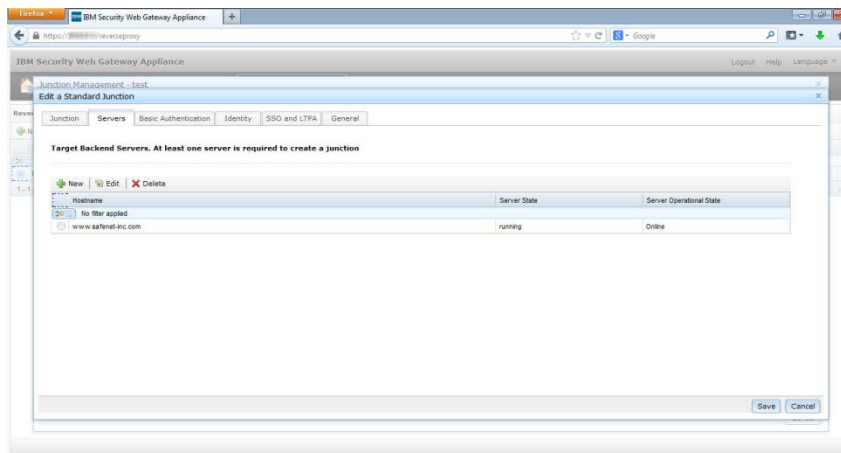 Firefox
IBM Security Web Gateway Appliance
https:// /reverseproxy
Google
IBM Security Web Gateway Appliance
Logout Help Language
Junction Management - test
Edit a Standard Junction
Junction Servers Basic Authentication Identity SSO and LTPA General
Target Backend Servers. At least one server is required to create a junction
New Edit Delete
Hostname Server State Server Operational State
No filter applied
www.safenet-inc.com running Online
Save Cancel